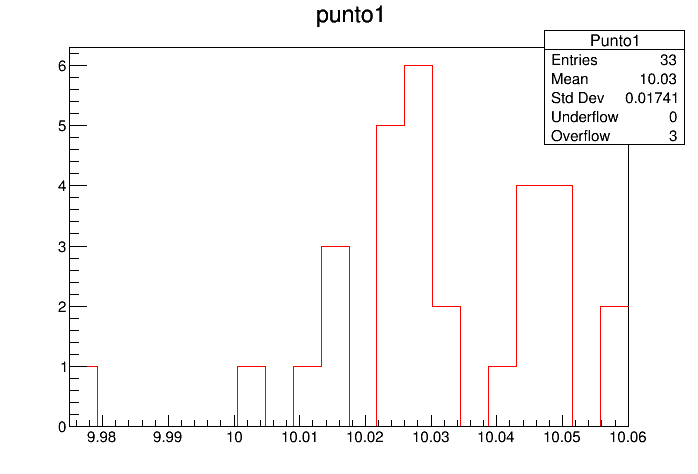 punto1
Punto1
Entries 33
Mean 10.03
Std Dev 0.01741
Underflow 0
Overflow 3
6
5
4
3
2
1
0
9.98 9.99 10 10.01 10.02 10.03 10.04 10.05 10.06